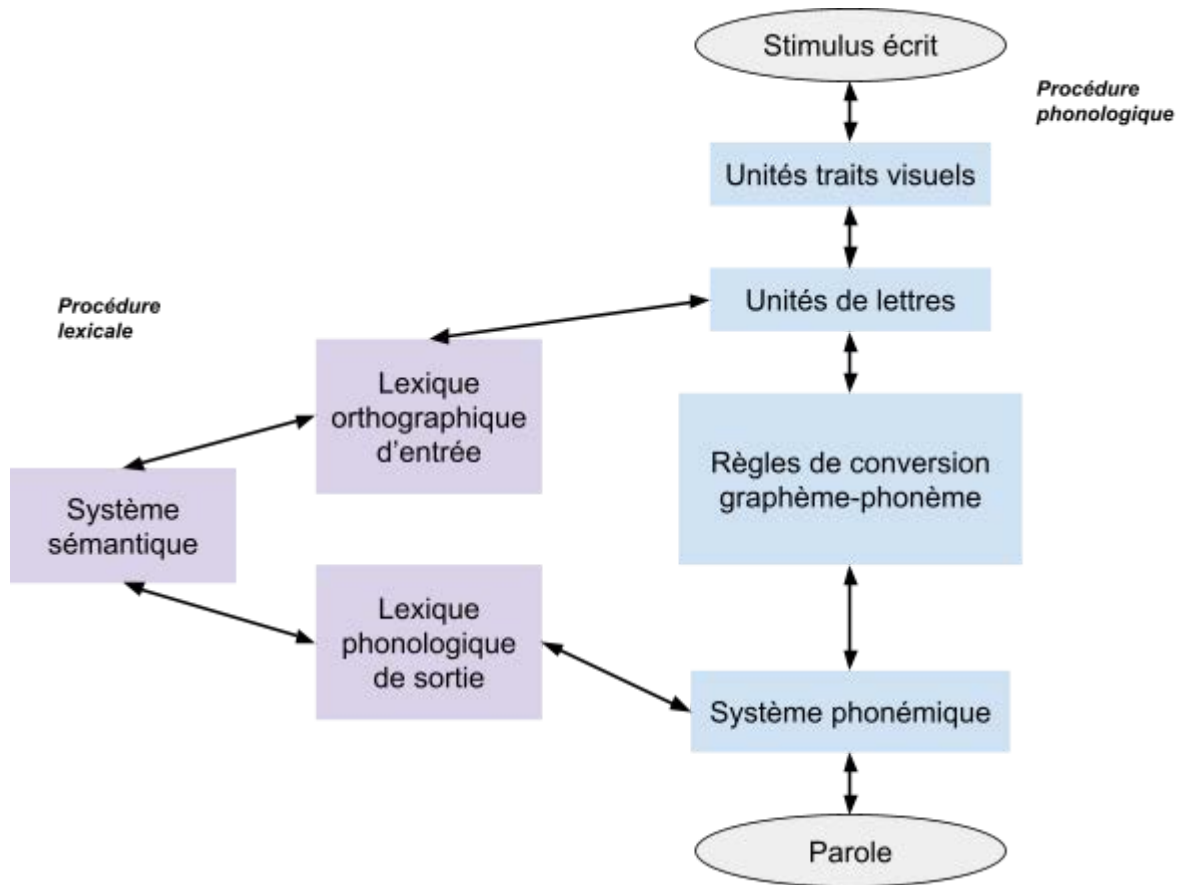 Stimulus écrit
Procédure
phonologique
Unités traits visuels
Unités de lettres
Procédure
lexicale
Lexique
orthographique
d'entrée
Règles de conversion
graphème-phonème
Système
sémantique
Lexique
phonologique
de sortie
Système phonémique
Parole